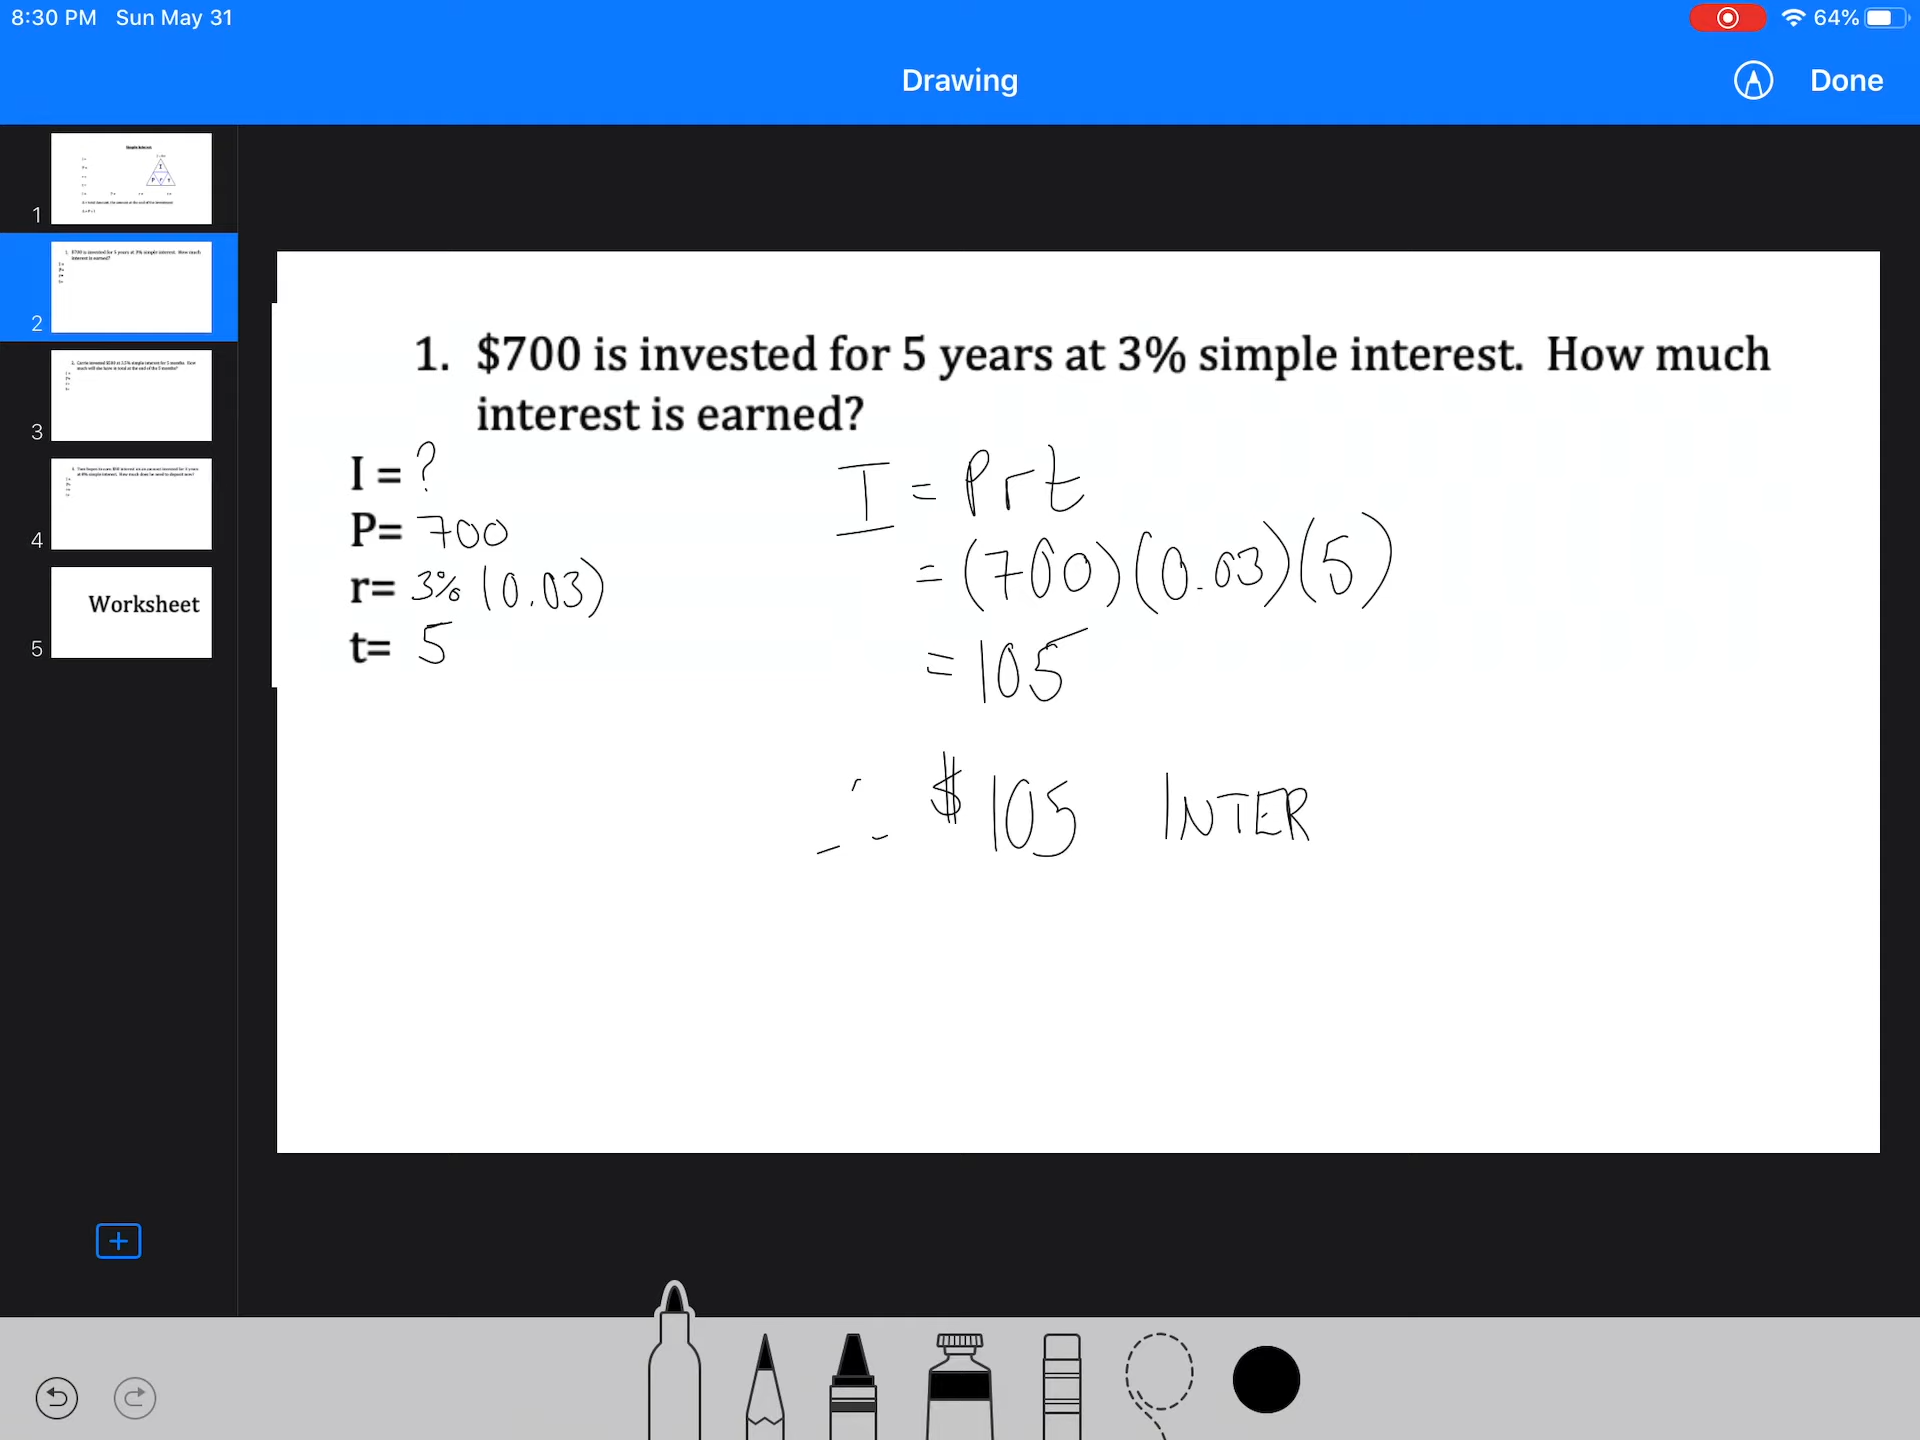 8:30 PM Sun May 31
64%
Drawing
Done
1
2
3
4
Worksheet
5
1. $700 is invested for 5 years at 3% simple interest. How much
interest is earned?
I = ?
P= 700
r= 3% (0.03)
t= 5
I = Prt
= (700)(0.03)(5)
= 105
∴ $105 INTER